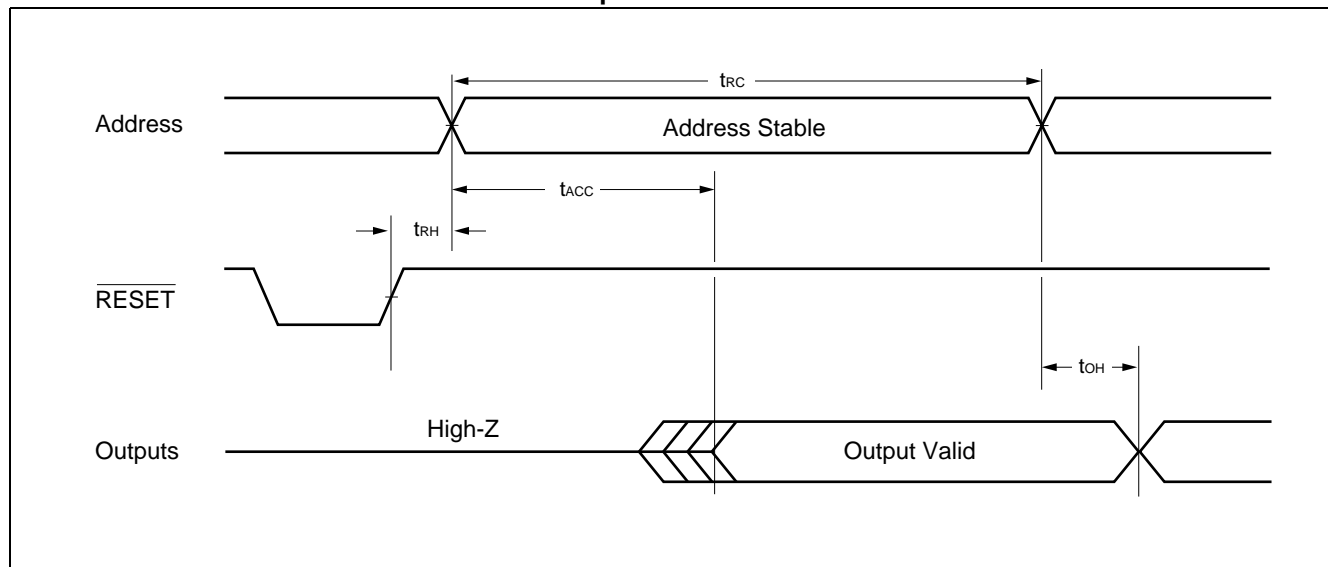 tRC
Address
Address Stable
tACC
tRH
RESET
tOH
High-Z
Outputs
Output Valid